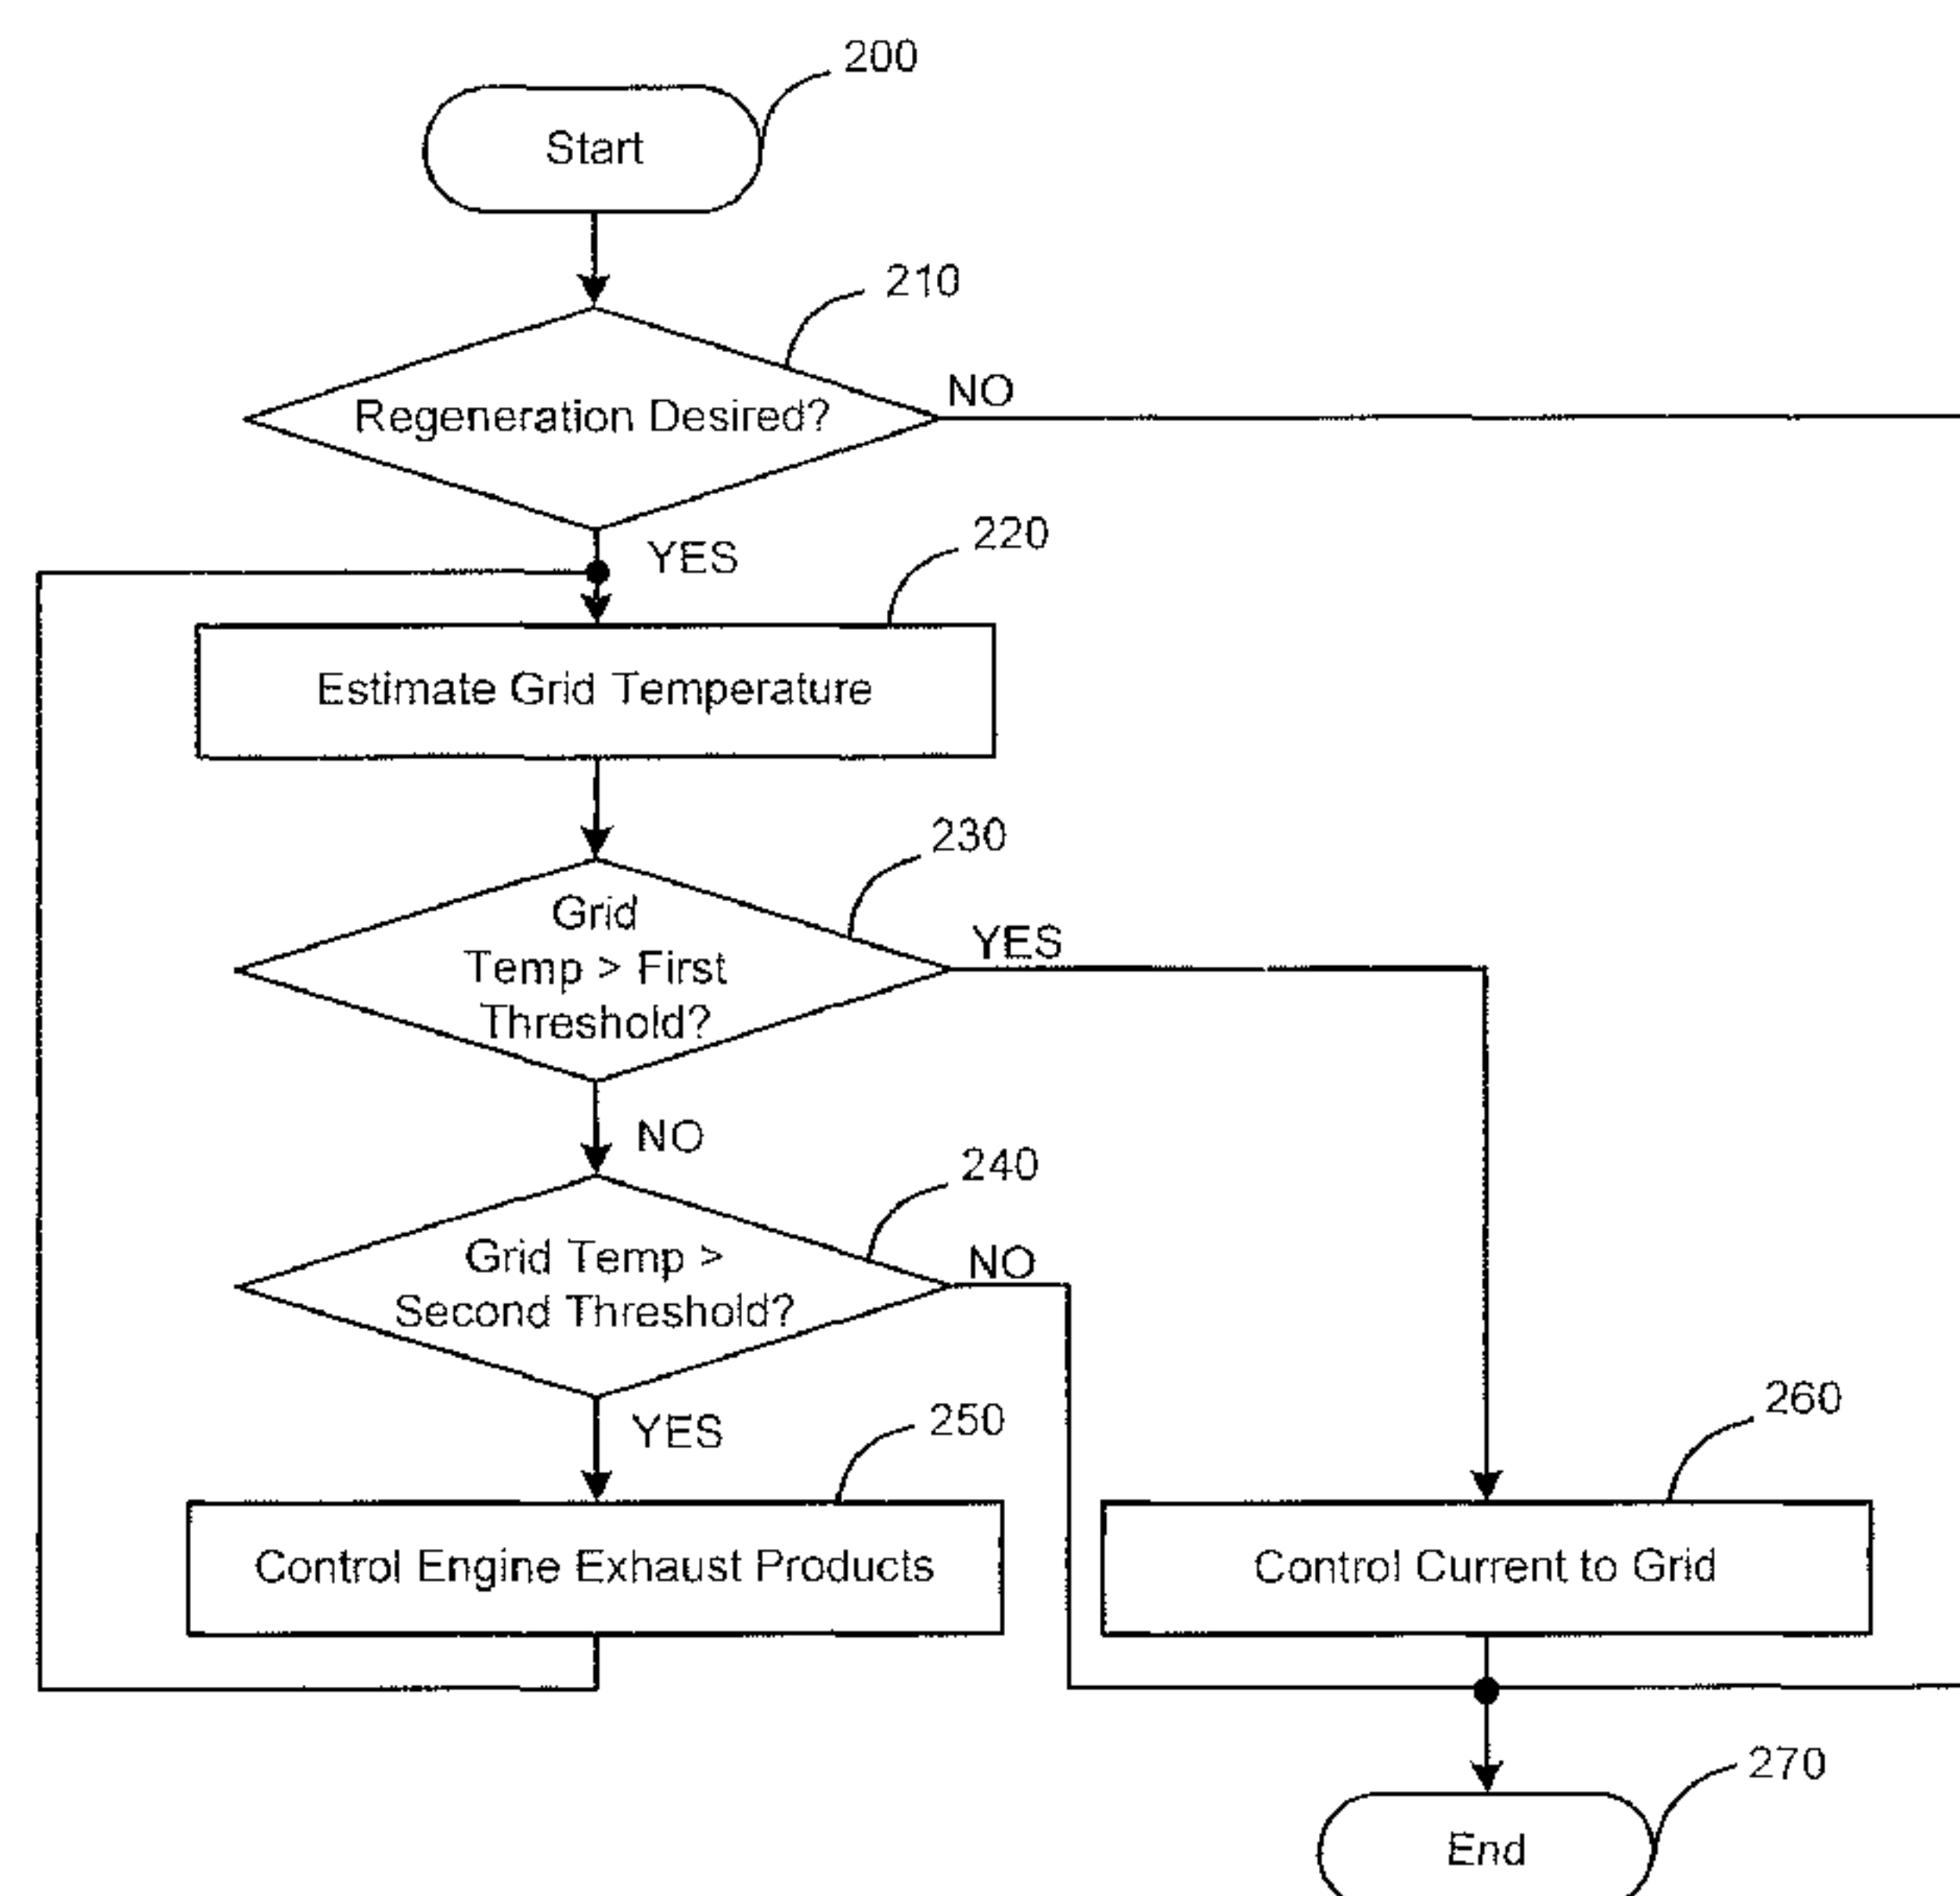 200
Start
210
Regeneration Desired?
NO
YES
220
Estimate Grid Temperature
230
Grid
Temp > First
Threshold?
YES
NO
240
Grid Temp >
Second Threshold?
NO
YES
250
Control Engine Exhaust Products
260
Control Current to Grid
270
End